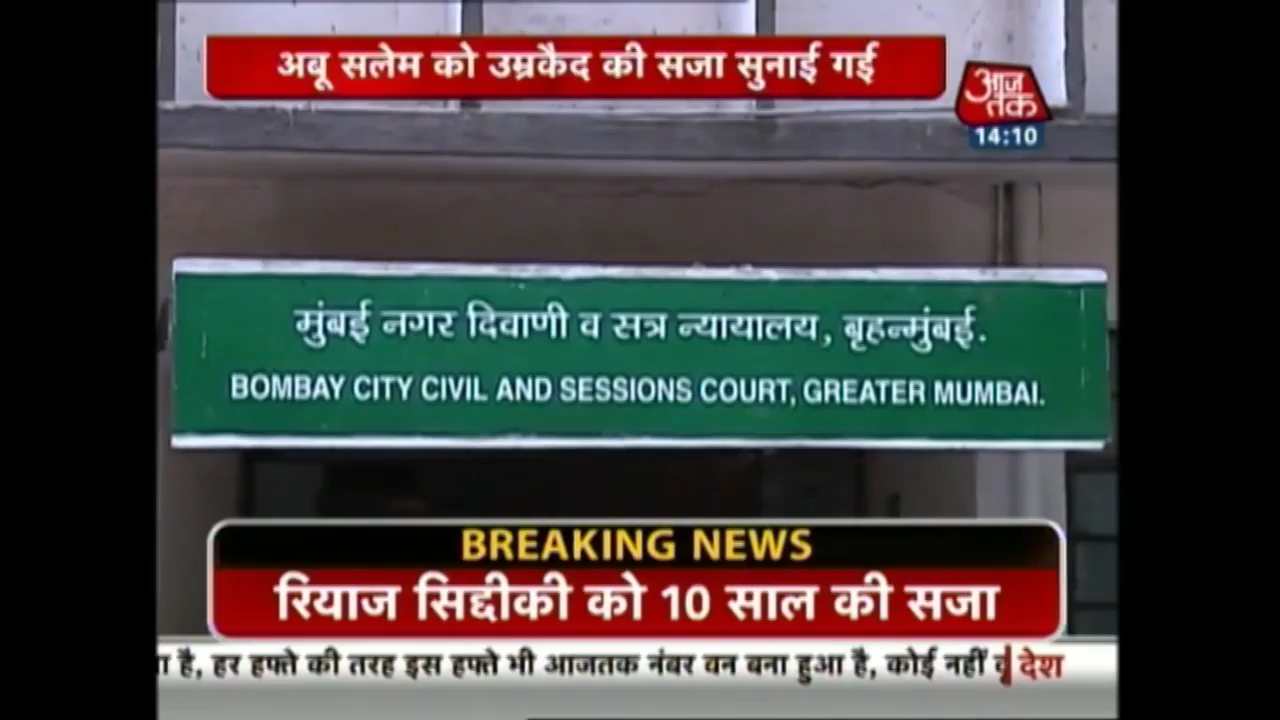 अबू सलेम को उम्रकैद की सजा सुनाई गई
आज
तक
14:10
मुंबई नगर दिवाणी व सत्र न्यायालय, बृहन्मुंबई.
BOMBAY CITY CIVIL AND SESSIONS COURT, GREATER MUMBAI.
BREAKING NEWS
रियाज सिद्दीकी को 10 साल की सजा
है, हर हफ्ते की तरह इस हफ्ते भी आजतक नंबर वन बना हुआ है, कोई नहीं देश